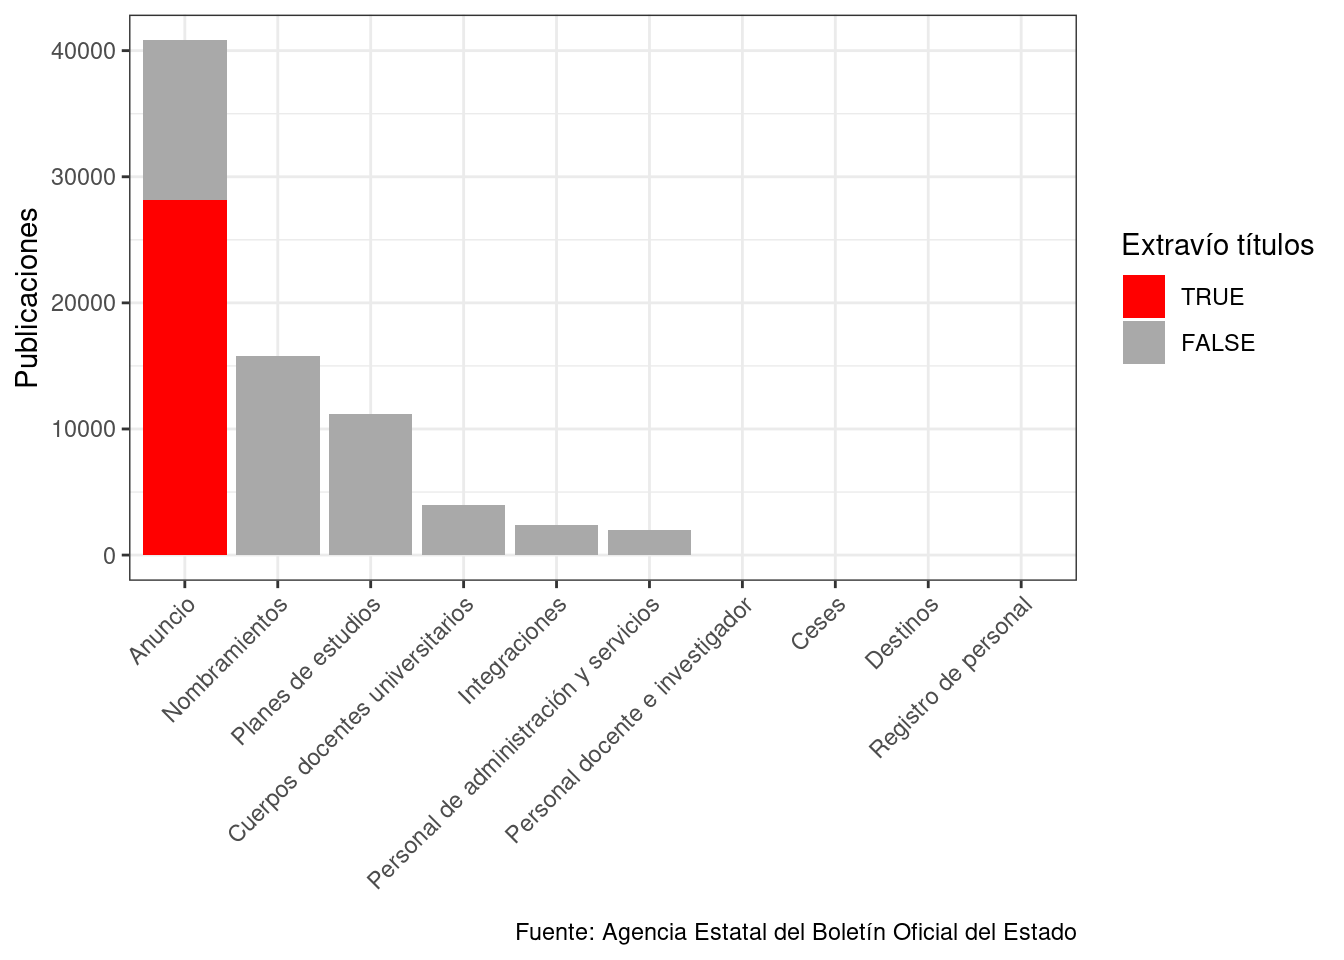 Publicaciones
40000
30000
20000
10000
0
Anuncio
Nombramientos
Planes de estudios
Cuerpos docentes universitarios
Integraciones
Personal de administración y servicios
Personal docente e investigador
Ceses
Destinos
Registro de personal
Extravío títulos
TRUE
FALSE
Fuente: Agencia Estatal del Boletín Oficial del Estado